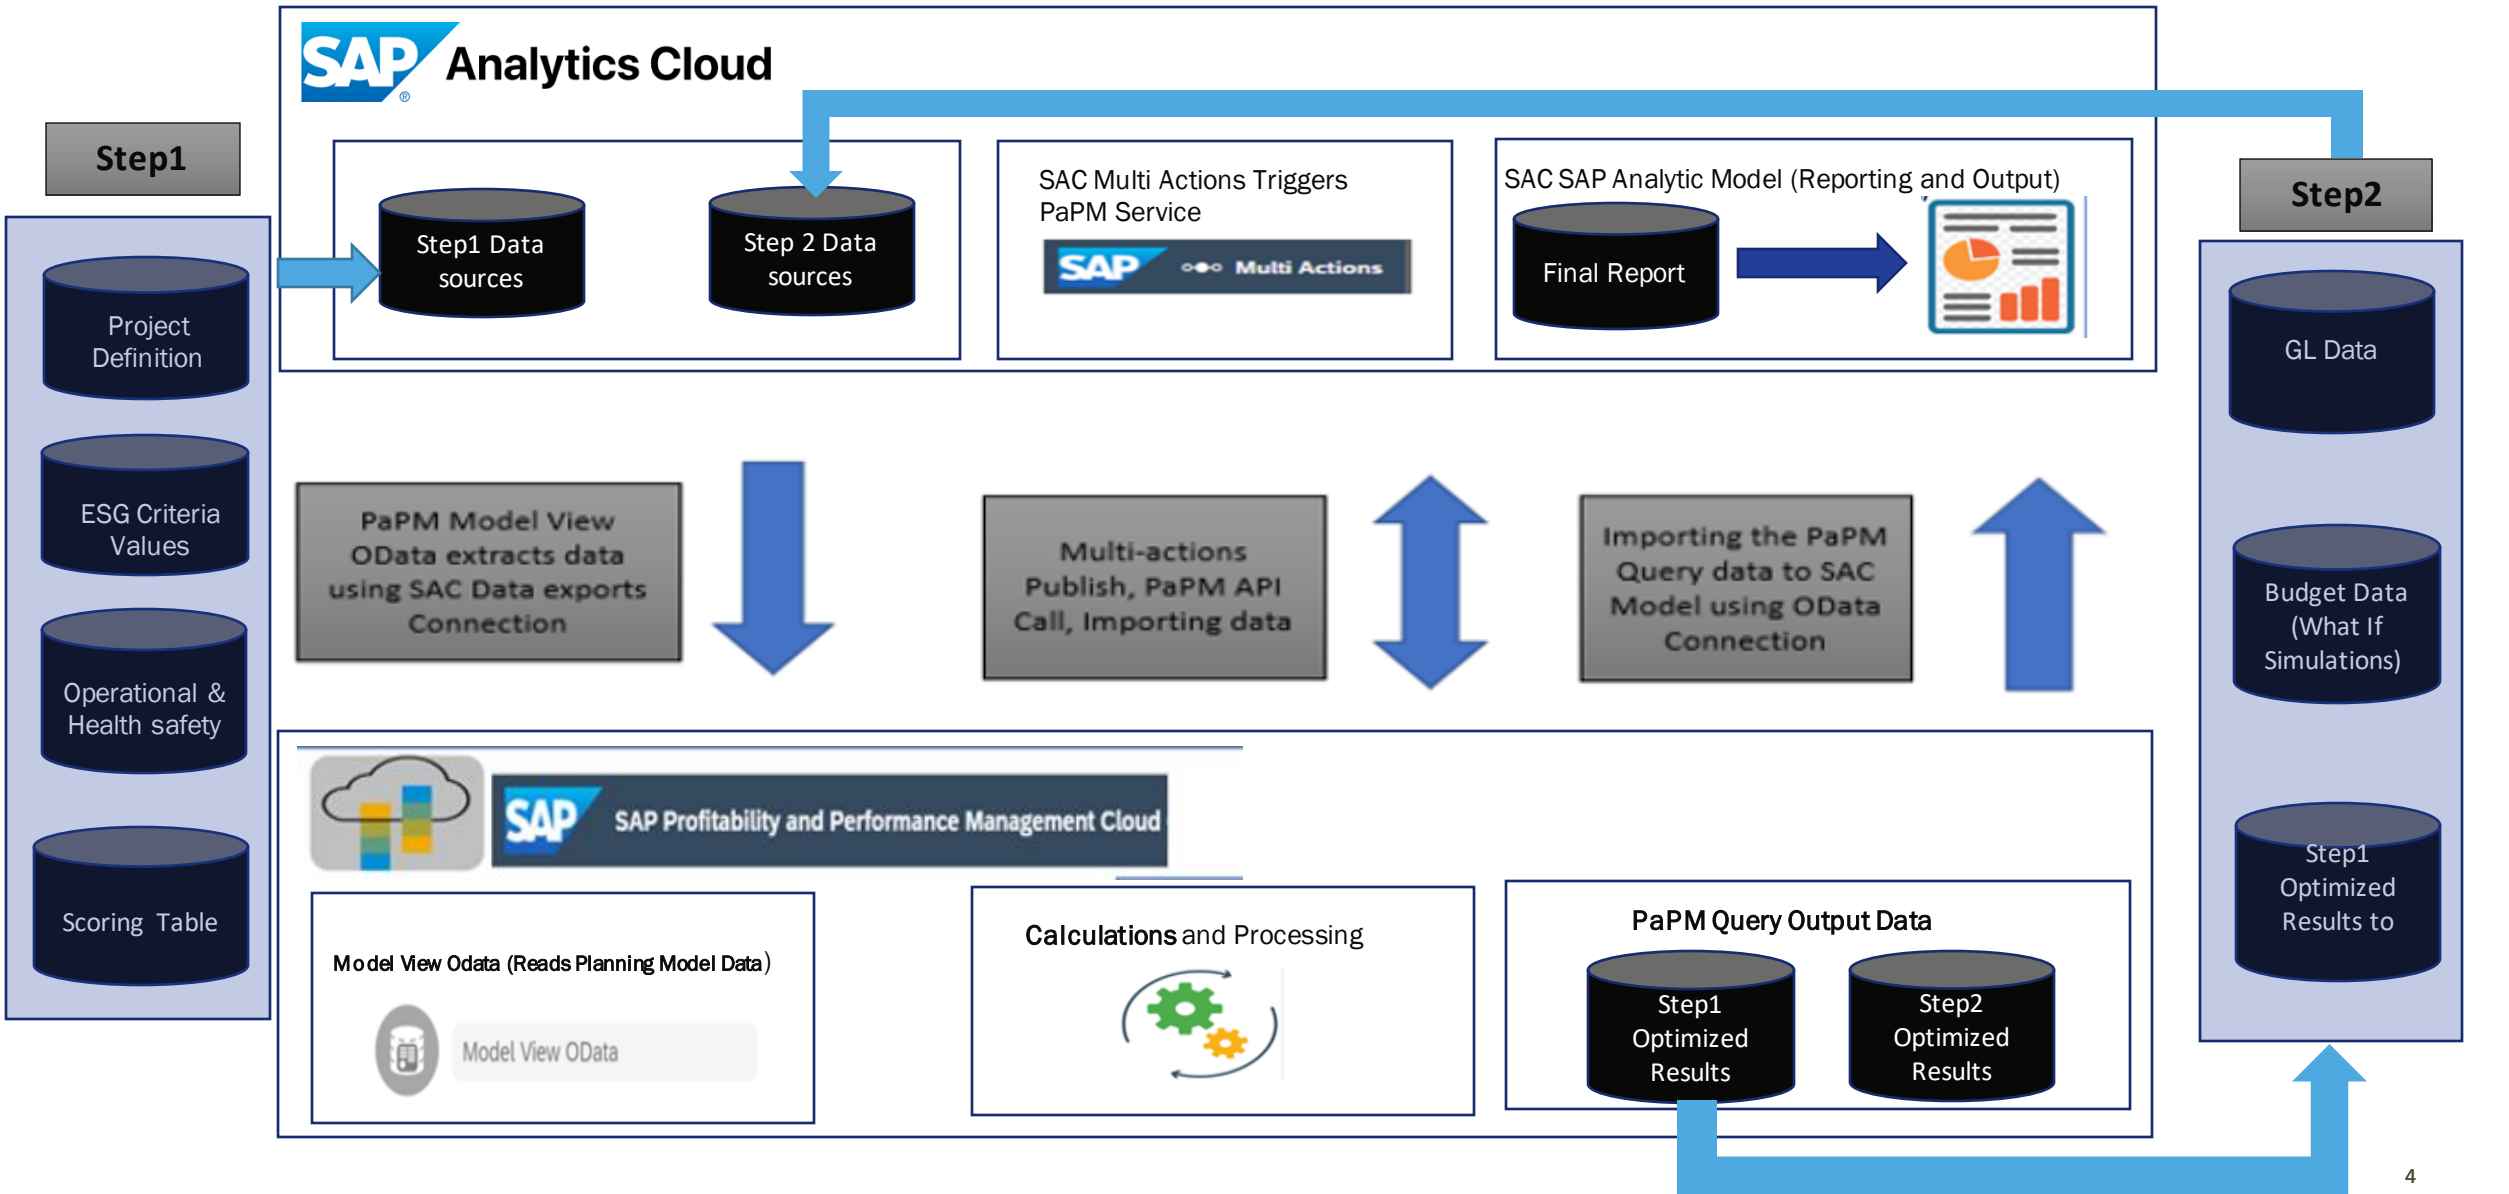 SAP
®
Analytics Cloud
Step1
Project
Definition
ESG Criteria
Values
Operational &
Health safety
Scoring Table
Step1 Data
sources
Step 2 Data
sources
SAC Multi Actions Triggers
PaPM Service
SAP Multi Actions
SAC SAP Analytic Model (Reporting and Output)
Final Report
Step2
GL Data
Budget Data
(What If
Simulations)
Step1
Optimized
Results to
PaPM Model View
OData extracts data
using SAC Data exports
Connection
Multi-actions
Publish, PaPM API
Call, Importing data
Importing the PaPM
Query data to SAC
Model using OData
Connection
SAP SAP Profitability and Performance Management Cloud
Model View Odata (Reads Planning Model Data)
Model View OData
Calculations and Processing
PaPM Query Output Data
Step1
Optimized
Results
Step2
Optimized
Results
4